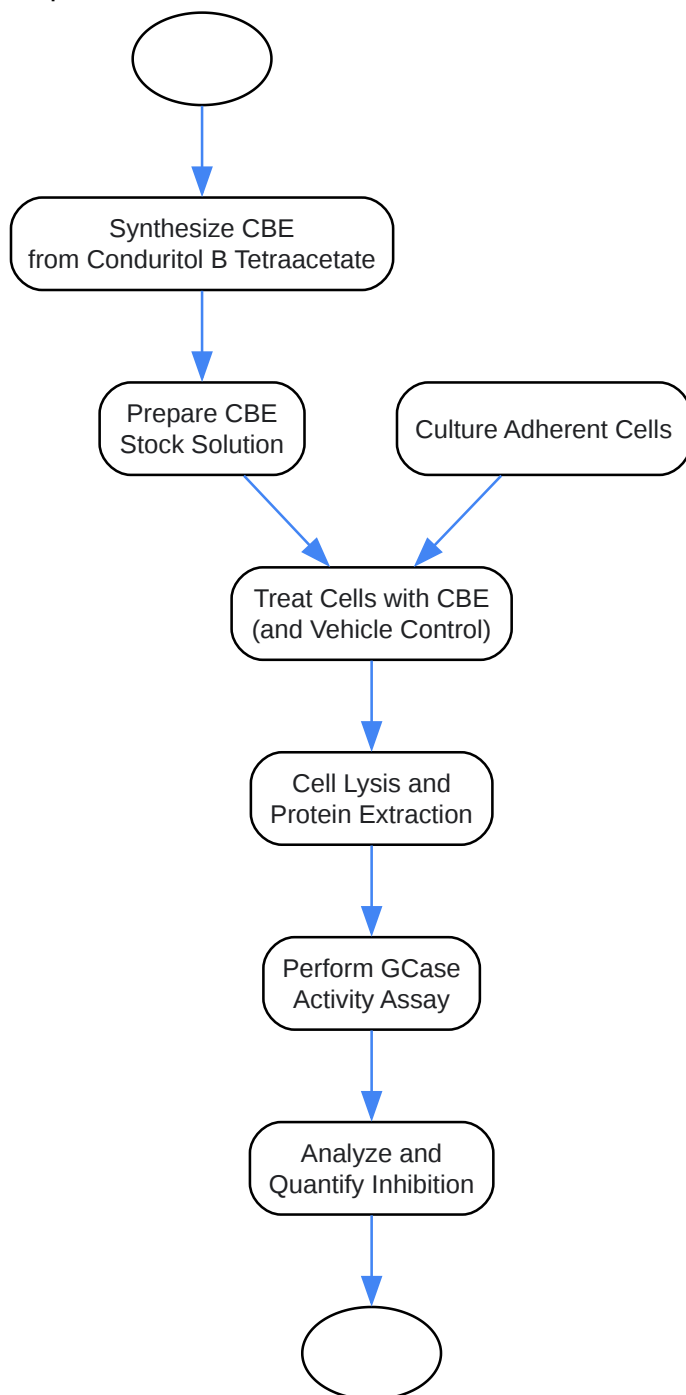 Synthesize CBE
from Conduritol B Tetraacetate
Prepare CBE
Stock Solution
Culture Adherent Cells
Treat Cells with CBE
(and Vehicle Control)
Cell Lysis and
Protein Extraction
Perform GCase
Activity Assay
Analyze and
Quantify Inhibition